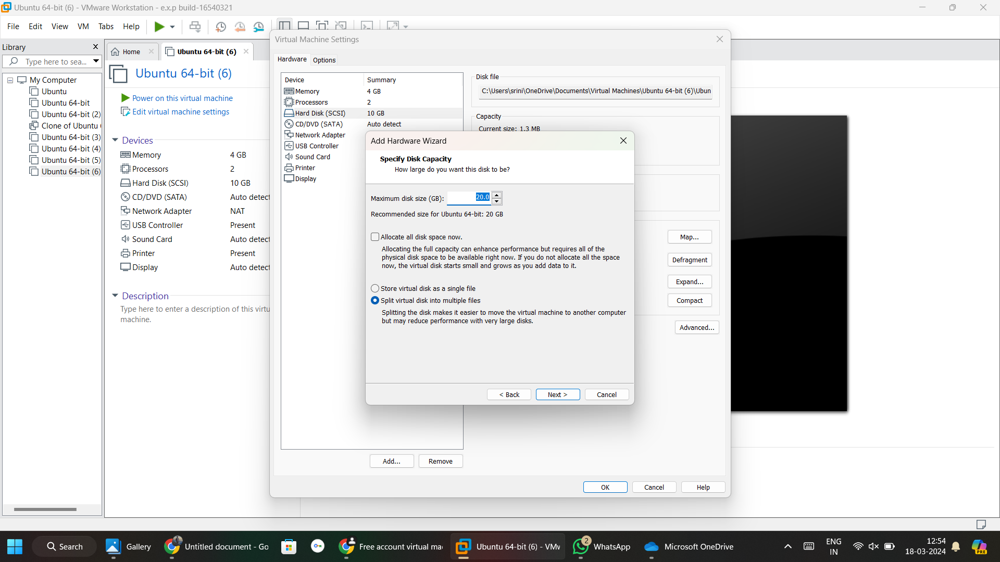 Ubuntu 64-bit (6) - VMware Workstation - e.x.p build-16540321
File Edit View VM Tabs Help
Library
Type here to sea...
My Computer
Ubuntu
Ubuntu 64-bit
Ubuntu 64-bit (2)
Clone of Ubuntu (
Ubuntu 64-bit (3)
Ubuntu 64-bit (4)
Ubuntu 64-bit (5)
Ubuntu 64-bit (6)
Home
Ubuntu 64-bit (6)
Ubuntu 64-bit (6)
Power on this virtual machine
Edit virtual machine settings
Devices
Memory 4 GB
Processors 2
Hard Disk (SCSI) 10 GB
CD/DVD (SATA) Auto detect
Network Adapter NAT
USB Controller Present
Sound Card Auto detect
Printer Present
Display Auto detect
Description
Type here to enter a description of this virtu
machine.
Virtual Machine Settings
Hardware Options
Device Summary
Memory 4 GB
Processors 2
Hard Disk (SCSI) 10 GB
CD/DVD (SATA) Auto detect
Network Adapter
USB Controller
Sound Card
Printer
Display
Add... Remove
Disk file
C:\Users\srini\OneDrive\Documents\Virtual Machines\Ubuntu 64-bit (6)\Ubun
Capacity
Current size: 1.3 MB
Map...
Defragment
Expand...
Compact
Advanced...
OK Cancel Help
Add Hardware Wizard
Specify Disk Capacity
How large do you want this disk to be?
Maximum disk size (GB): 20.0
Recommended size for Ubuntu 64-bit: 20 GB
Allocate all disk space now.
Allocating the full capacity can enhance performance but requires all of the
physical disk space to be available right now. If you do not allocate all the space
now, the virtual disk starts small and grows as you add data to it.
Store virtual disk as a single file
Split virtual disk into multiple files
Splitting the disk makes it easier to move the virtual machine to another computer
but may reduce performance with very large disks.
< Back Next > Cancel
Search
Gallery
Untitled document - Go
Free account virtual ma
Ubuntu 64-bit (6) - VMw
2
WhatsApp
Microsoft OneDrive
ENG
IN
12:54
18-03-2024
PRE